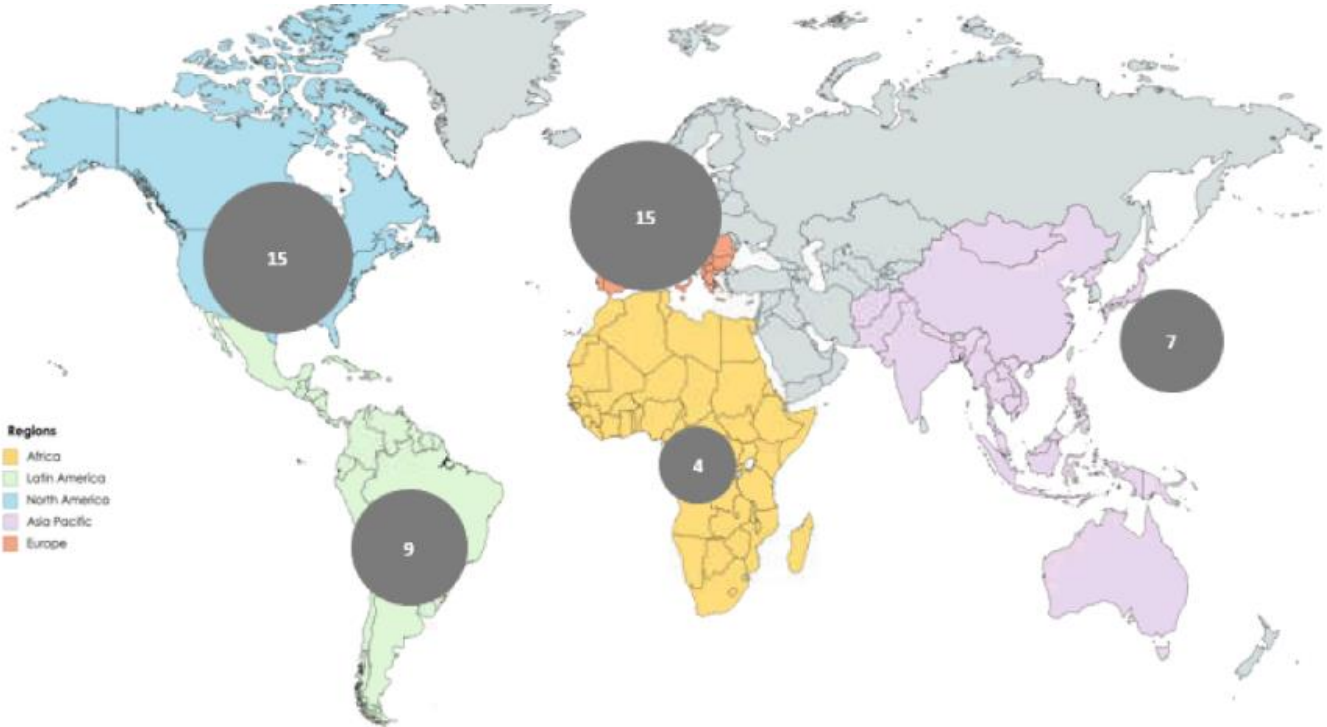 15
15
7
4
9
Regions
Africa
Latin America
North America
Asia Pacific
Europe